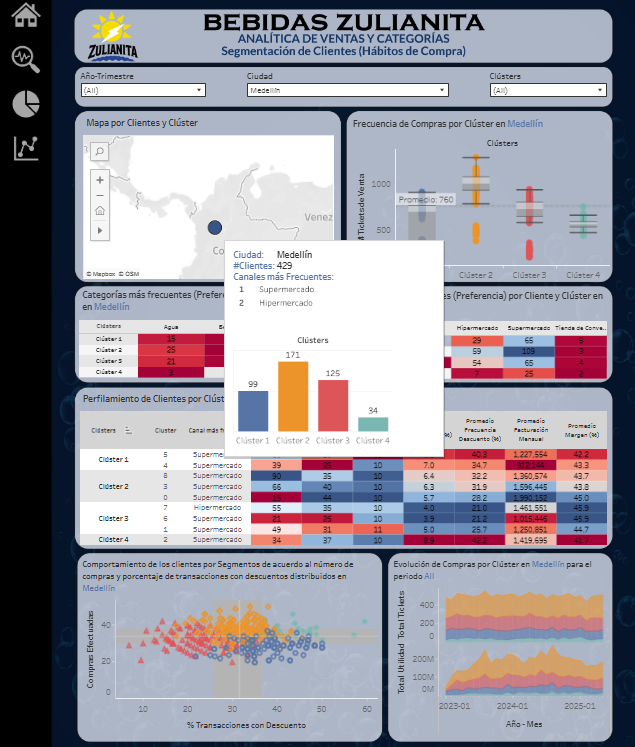 BEBIDAS ZULIANITA
ANALÍTICA DE VENTAS Y CATEGORÍAS
Segmentación de Clientes (Hábitos de Compra)
ZULIANITA
Año-Trimestre Ciudad Clústers
(All) Medellín (All)
Mapa por Clientes y Clúster
Frecuencia de Compras por Clúster en Medellín
Clústers
1000
Promedio: 760
500
Tickets de Venta
Clúster 2 Clúster 3 Clúster 4
Venez
Co
© Mapbox © OSM
Ciudad: Medellín
#Clientes: 429
Canales más Frecuentes:
1 Supermercado
2 Hipermercado
Clústers
99 171 125 34
Clúster 1 Clúster 2 Clúster 3 Clúster 4
Categorías más frecuentes (Prefere
en Medellín
Clústers Agua
Clúster 1 15
Clúster 2 25
Clúster 3 21
Clúster 4
es (Preferencia) por Cliente y Clúster en
Hipermercado Supermercado Tienda de Conve..
29 65 5
59 109 3
54 65 4
7 25 2
Perfilamiento de Clientes por Clúst
Clústers Cluster Canal más f
(%) Promedio Frecuencia Descuento (%) Promedio Facturación Mensual Promedio Margen (%)
Clúster 1 5 Superme 40.3 1,227,554 42.2
4 Supermercado 39 25 10 7.0 34.7 912,144 43.3
Clúster 2 8 Supermercado 90 35 10 6.4 32.2 1,360,574 43.7
3 Supermercado 66 40 10 6.3 31.9 1,596,445 43.8
0 Supermercado 15 44 10 5.7 28.2 1,990,152 45.0
Clúster 3 7 Hipermercado 55 35 10 4.0 21.0 1,461,551 45.9
6 Supermercado 21 26 10 3.9 21.2 1,015,446 45.9
1 Supermercado 49 31 11 5.0 25.7 1,250,851 44.7
Clúster 4 2 Supermercado 34 37 10 8.9 42.2 1,419,695 41.7
Comportamiento de los clientes por Segmentos de acuerdo al número de
compras y porcentaje de transacciones con descuentos distribuidos en
Medellín
Compras Efectuadas
40
20
0
10 20 30 40 50 60
% Transacciones con Descuento
Evolución de Compras por Clúster en Medellín para el
periodo All
Total Tickets
400
200
0
Total Utilidad
200M
100M
0M
2023-01 2024-01 2025-01
Año - Mes